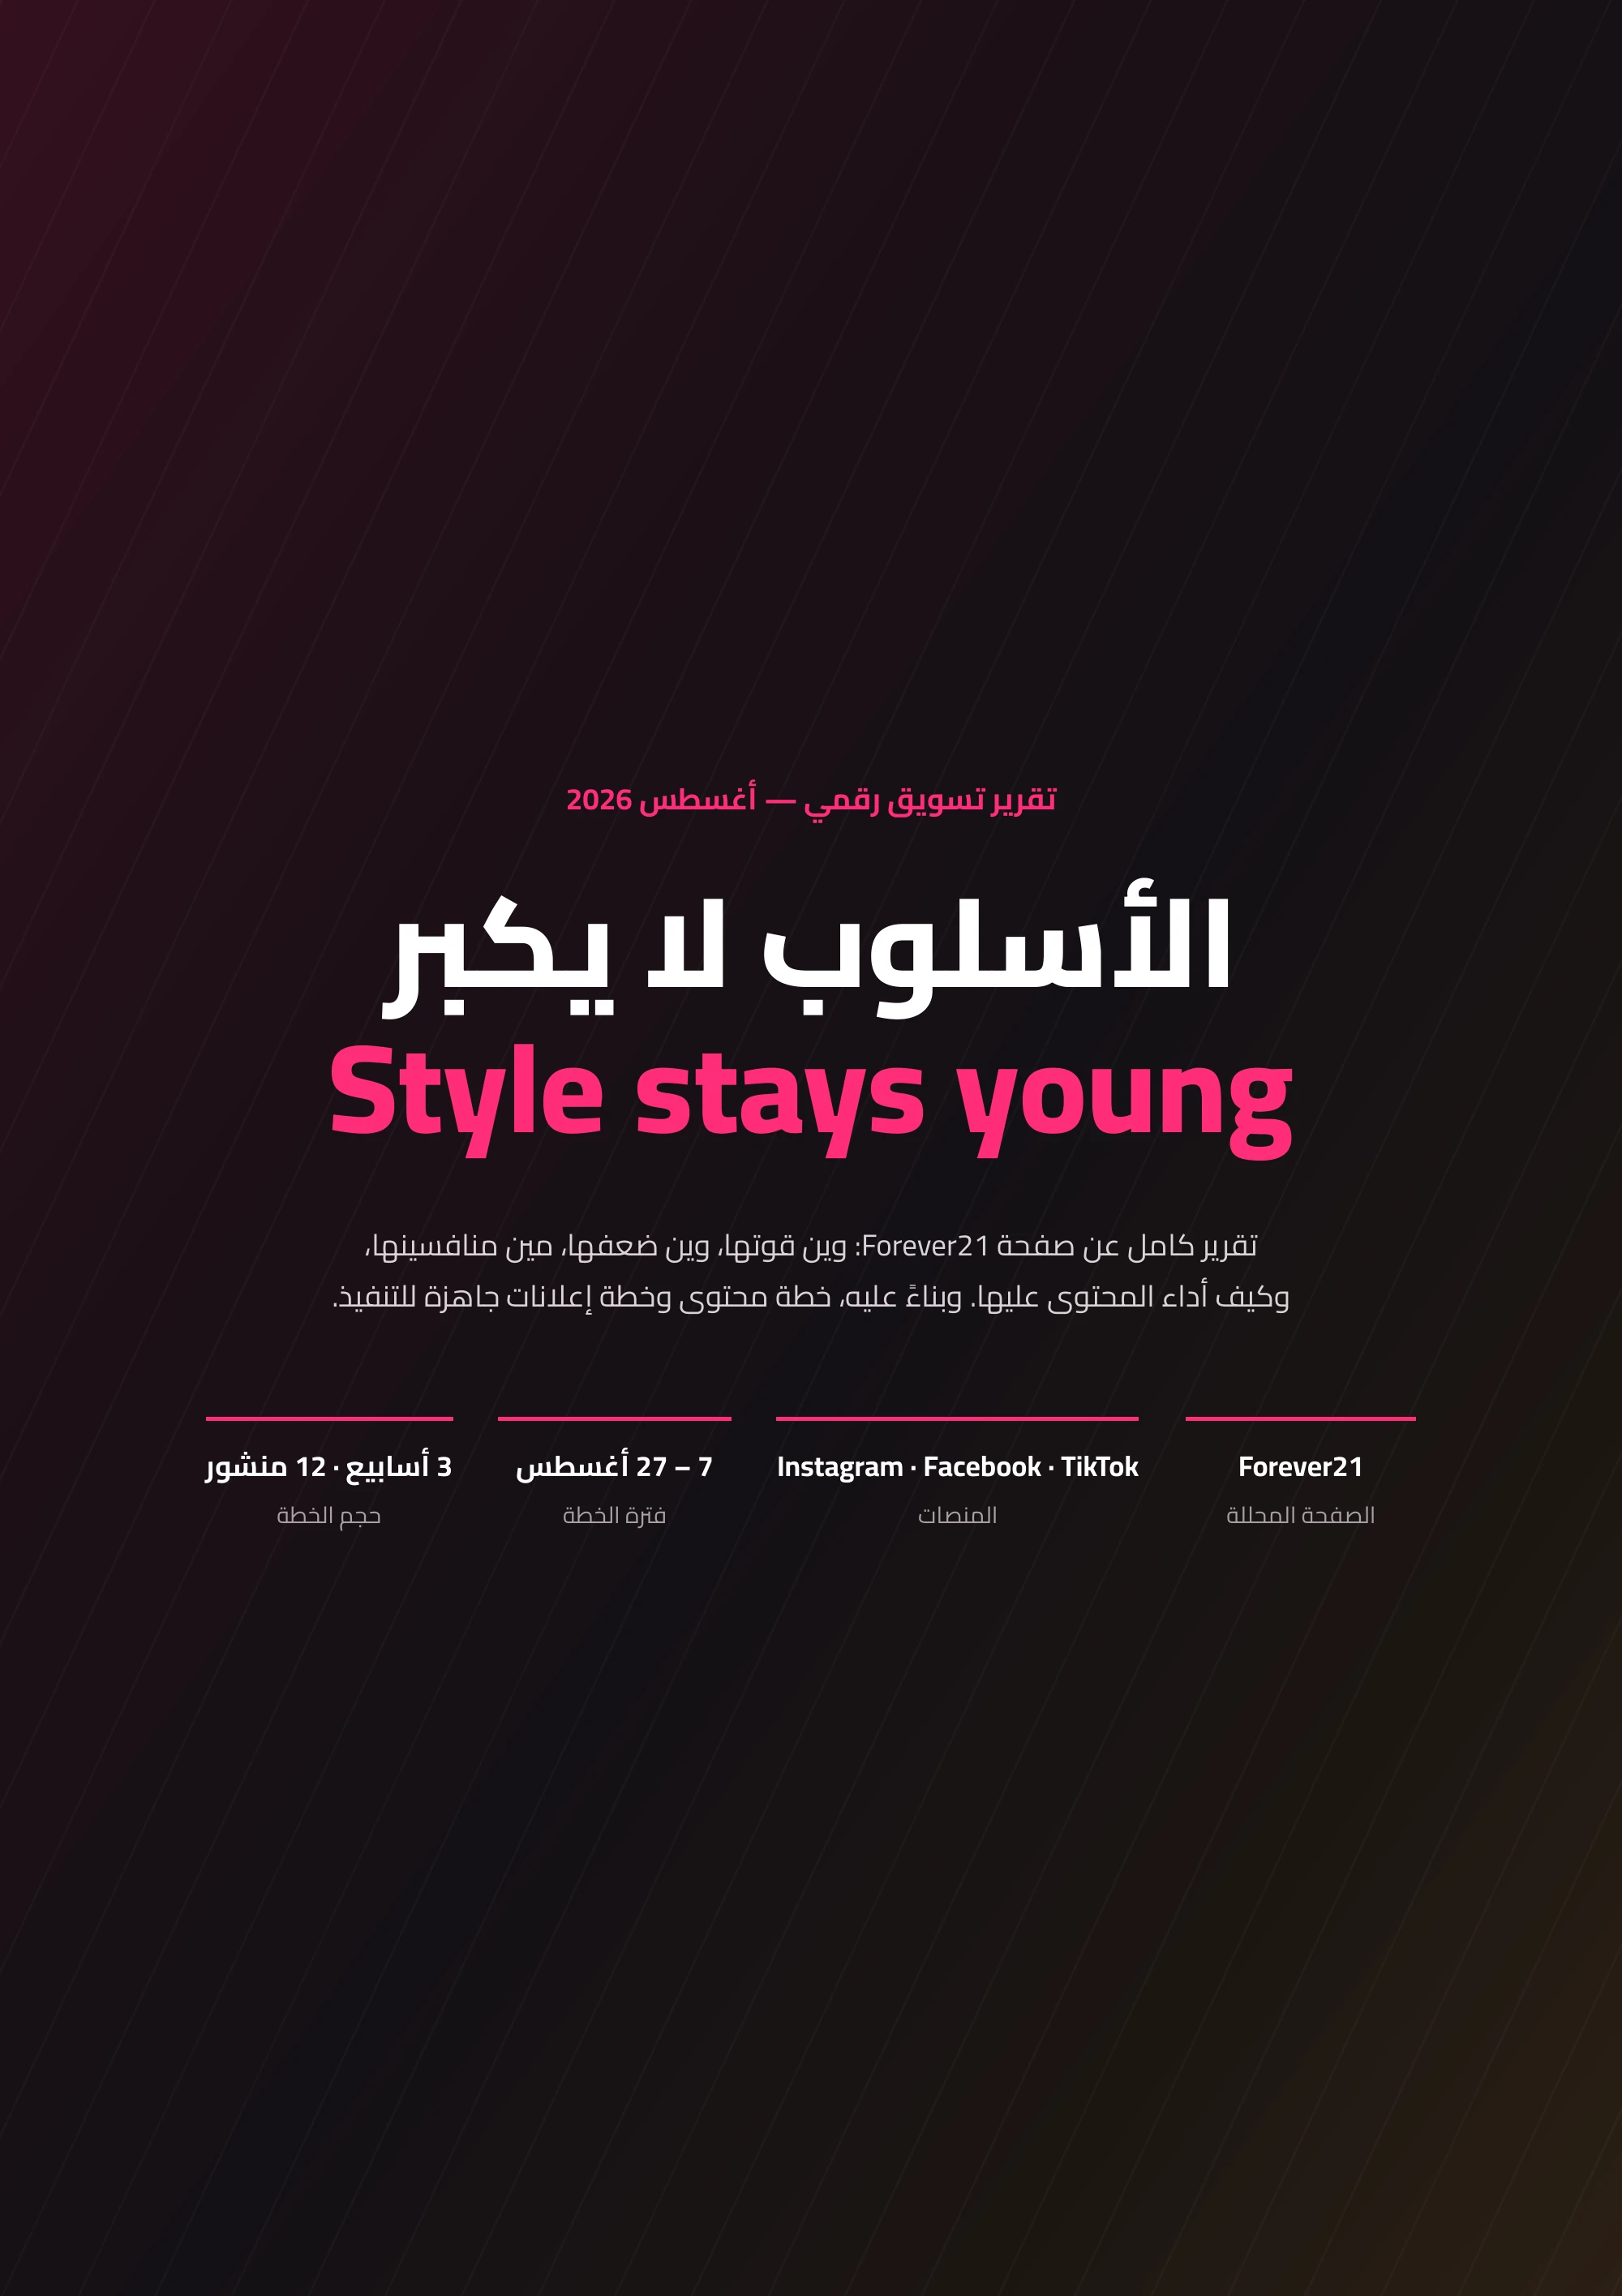 تقرير تسويق رقمي — أغسطس 2026
الأسلوب لا يكبر
Style stays young
تقرير كامل عن صفحة Forever21: وين قوتها، وين ضعفها، مين منافسينها،
وكيف أداء المحتوى عليها. وبناءً عليه، خطة محتوى وخطة إعلانات جاهزة للتنفيذ.
Forever21
الصفحة المحللة
Instagram · Facebook · TikTok
المنصات
7 – 27 أغسطس
فترة الخطة
3 أسابيع · 12 منشور
حجم الخطة